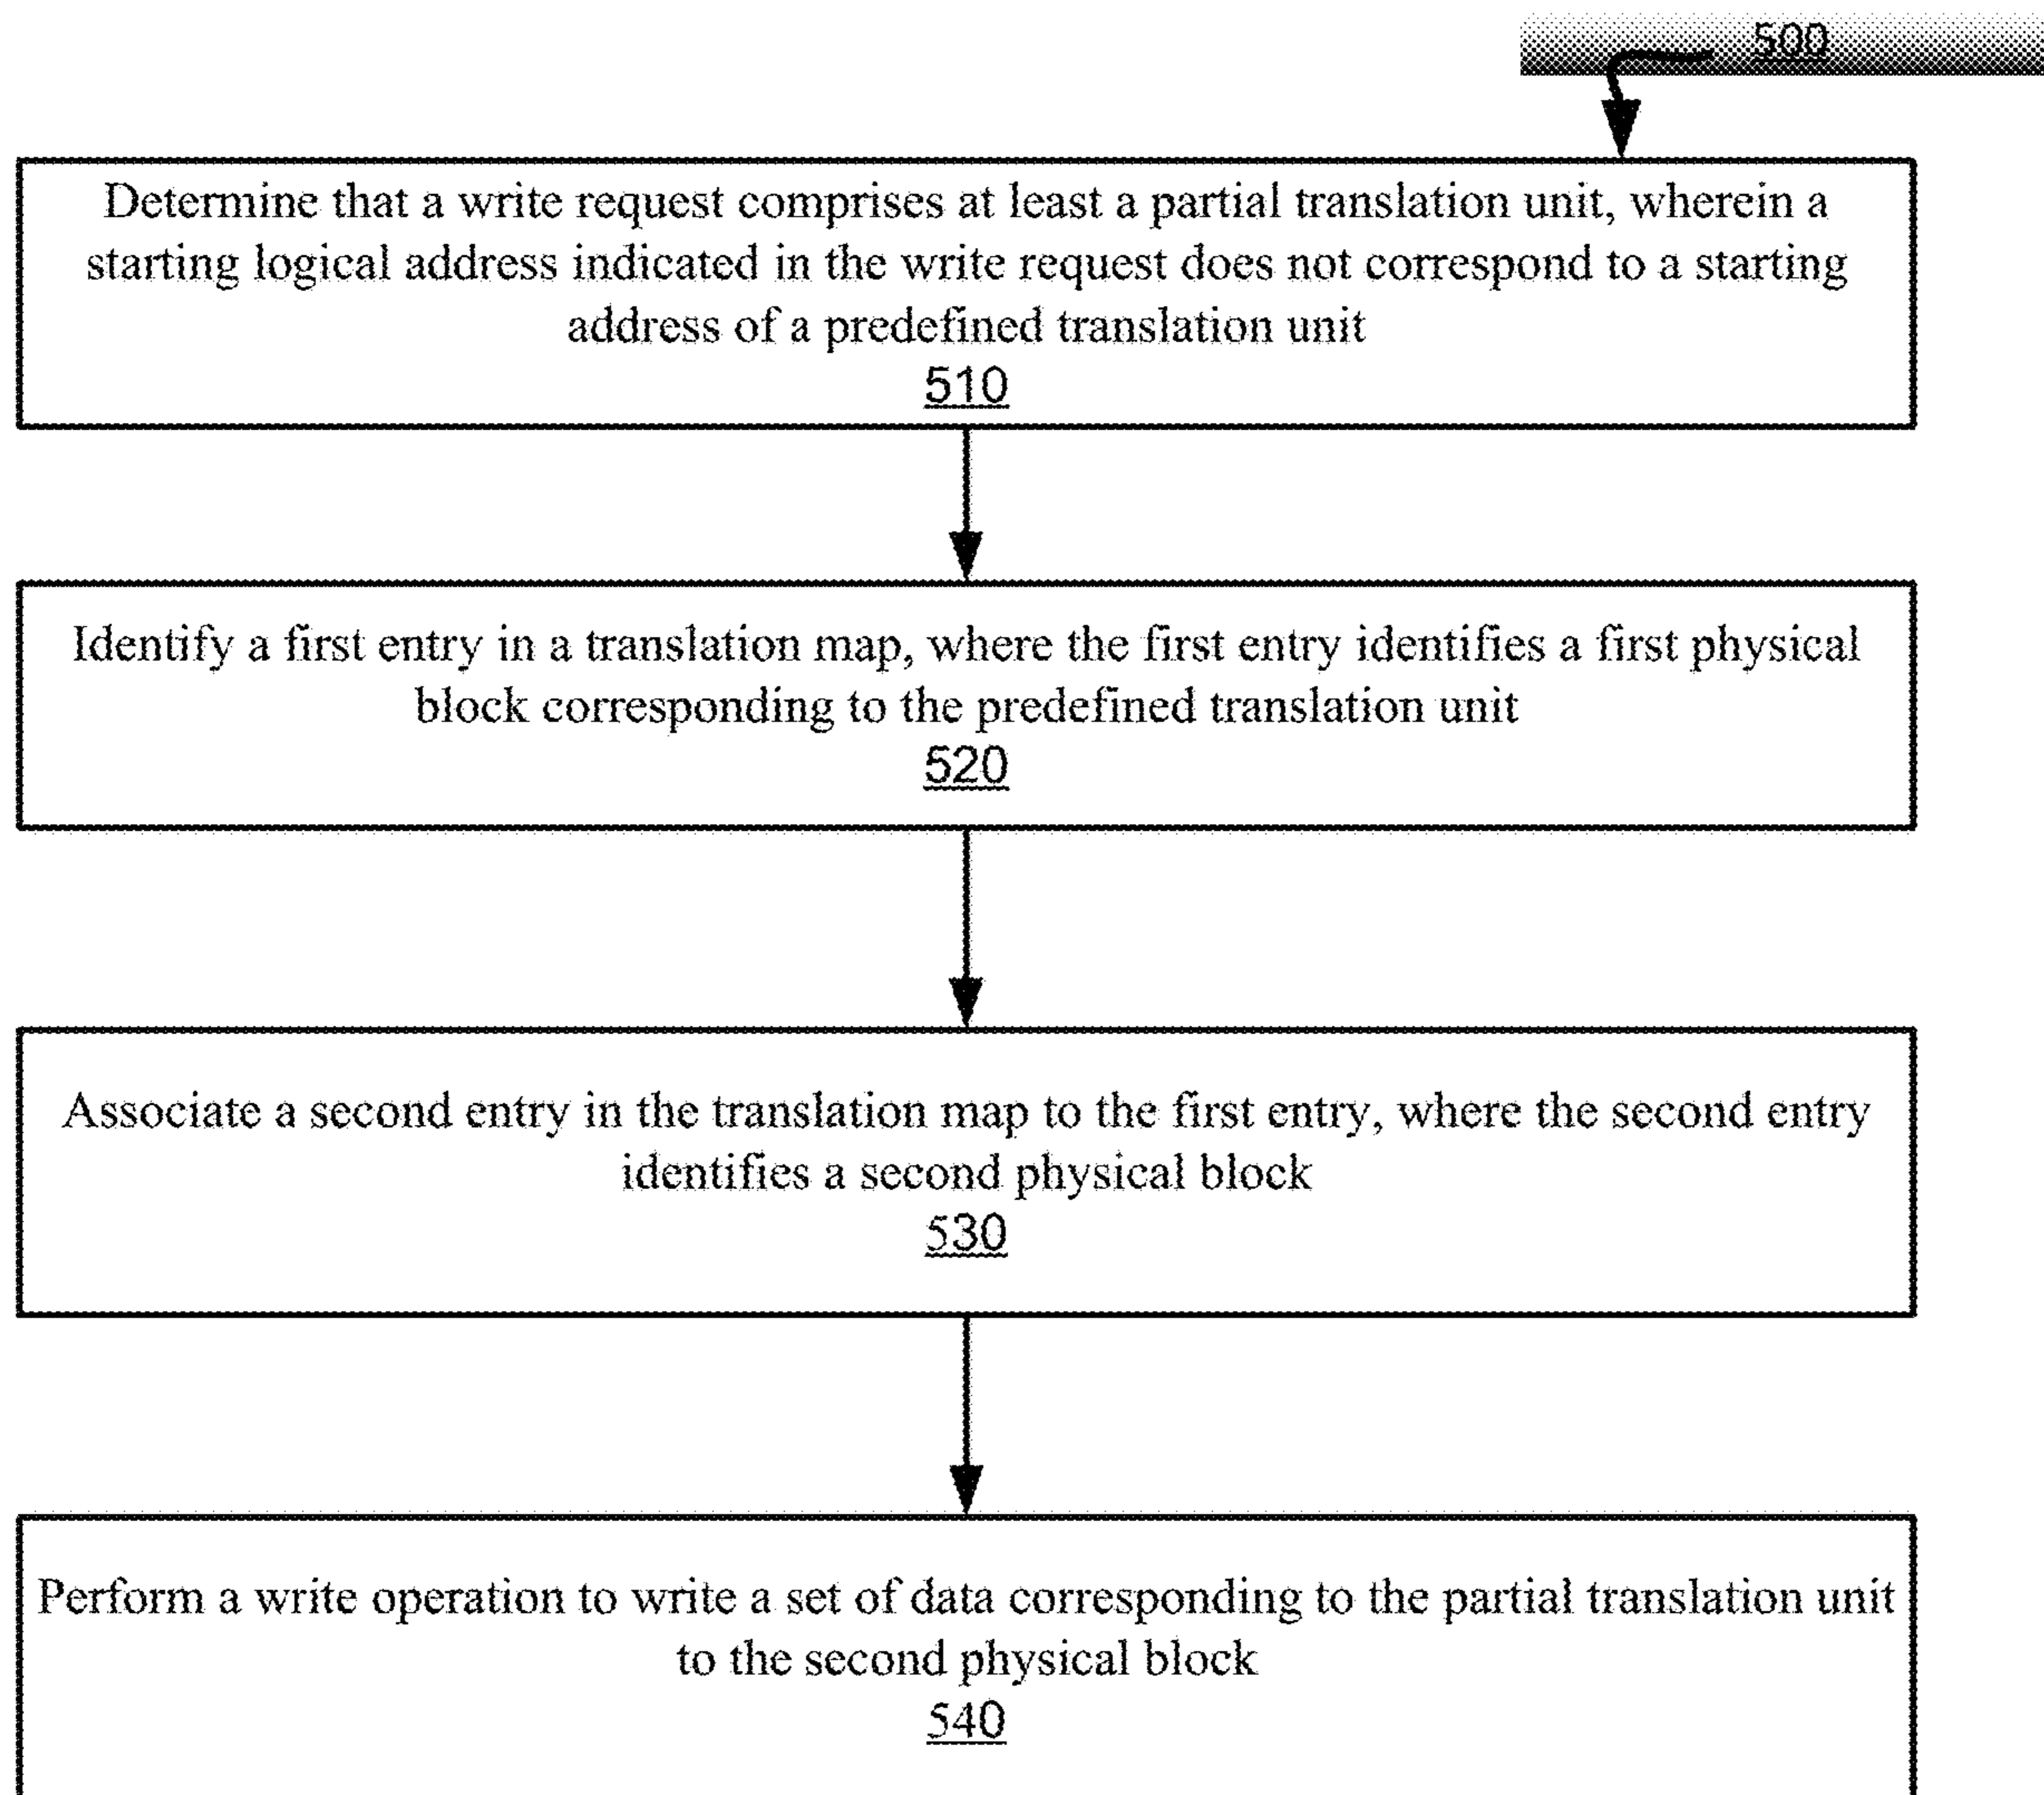 500
Determine that a write request comprises at least a partial translation unit, wherein a
starting logical address indicated in the write request does not correspond to a starting
address of a predefined translation unit
510
Identify a first entry in a translation map, where the first entry identifies a first physical
block corresponding to the predefined translation unit
520
Associate a second entry in the translation map to the first entry, where the second entry
identifies a second physical block
530
Perform a write operation to write a set of data corresponding to the partial translation unit
to the second physical block
540